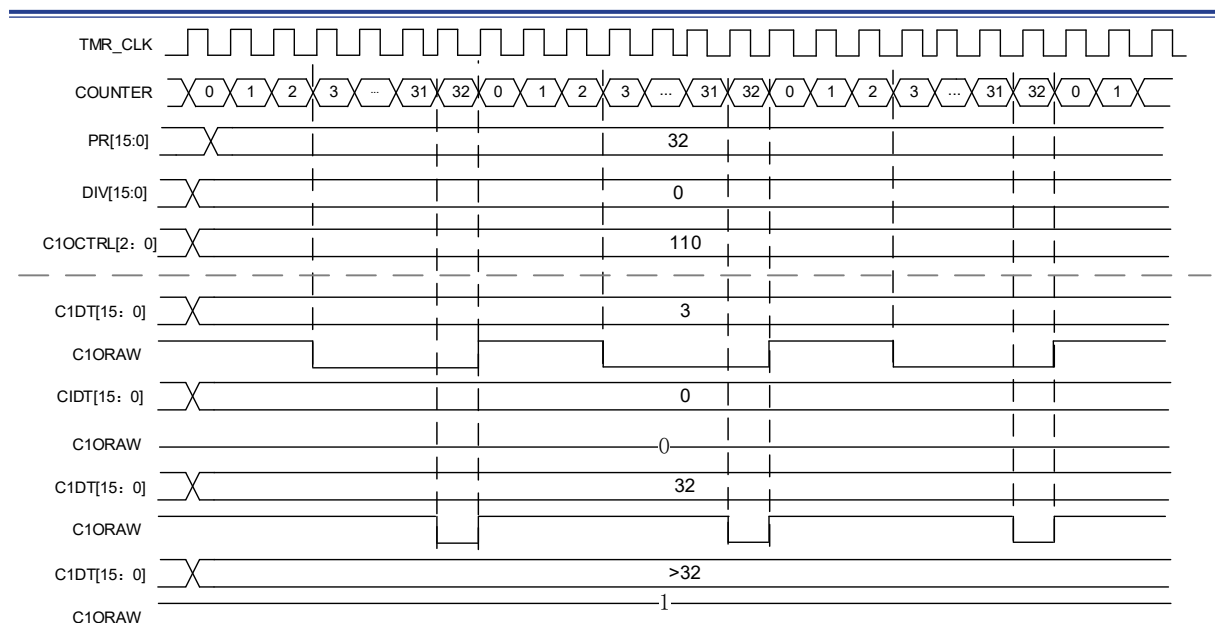 TMR_CLK
COUNTER 0 1 2 3 ... 31 32 0 1 2 3 ... 31 32 0 1 2 3 ... 31 32 0 1
PR[15:0] 32
DIV[15:0] 0
C1OCTRL[2：0] 110
C1DT[15：0] 3
C1ORAW
CIDT[15：0] 0
C1ORAW 0
C1DT[15：0] 32
C1ORAW
C1DT[15：0] >32
C1ORAW 1